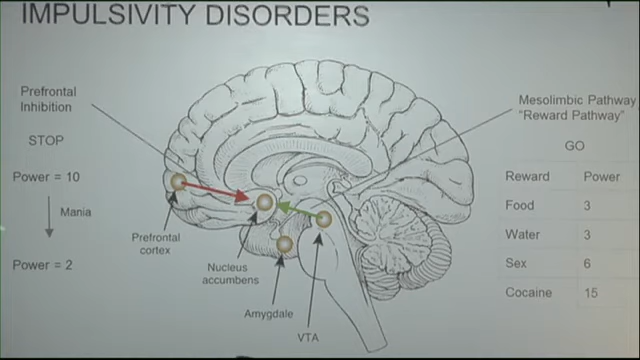 IMPULSIVITY DISORDERS
Prefrontal
Inhibition
STOP
Power = 10
Mania
Power = 2
Prefrontal
cortex
Nucleus
accumbens
Amygdale
VTA
Mesolimbic Pathway
“Reward Pathway”
GO
Reward Power
Food 3
Water 3
Sex 6
Cocaine 15